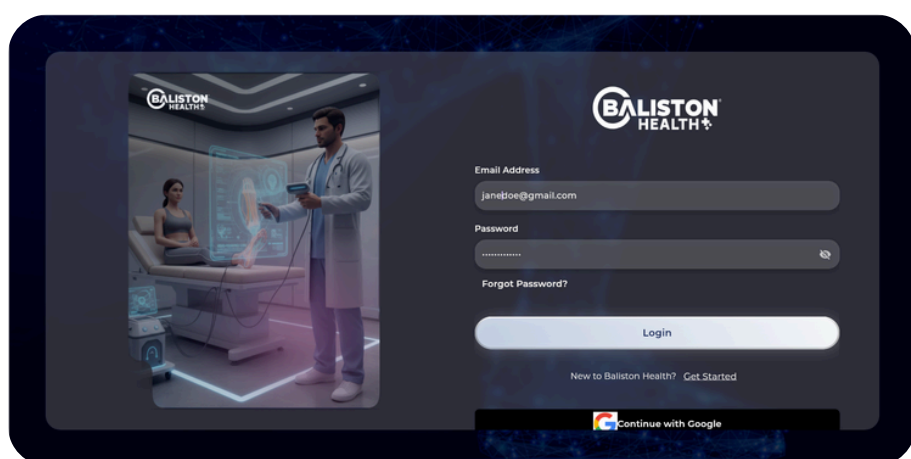 BALISTON
HEALTH
BALISTON
HEALTH
Email Address
janedoe@gmail.com
Password
.............
Forgot Password?
Login
New to Baliston Health? Get Started
Continue with Google